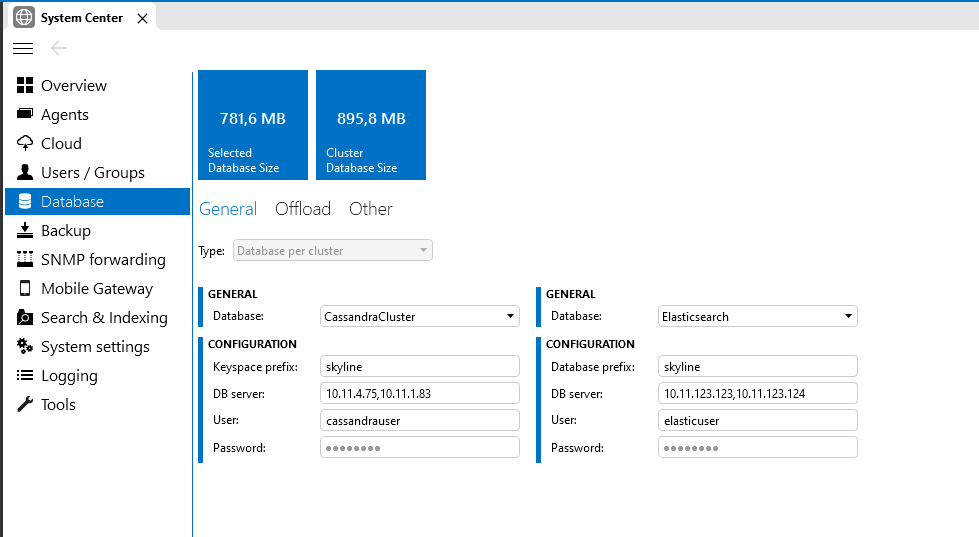 System Center
Overview
Agents
Cloud
Users / Groups
Database
Backup
SNMP forwarding
Mobile Gateway
Search & Indexing
System settings
Logging
Tools
781,6 MB
Selected
Database Size
895,8 MB
Cluster
Database Size
General Offload Other
Type: Database per cluster
GENERAL
Database: CassandraCluster
CONFIGURATION
Keyspace prefix: skyline
DB server: 10.11.4.75,10.11.1.83
User: cassandrauser
Password: ●●●●●●●●
GENERAL
Database: Elasticsearch
CONFIGURATION
Database prefix: skyline
DB server: 10.11.123.123,10.11.123.124
User: elasticuser
Password: ●●●●●●●●